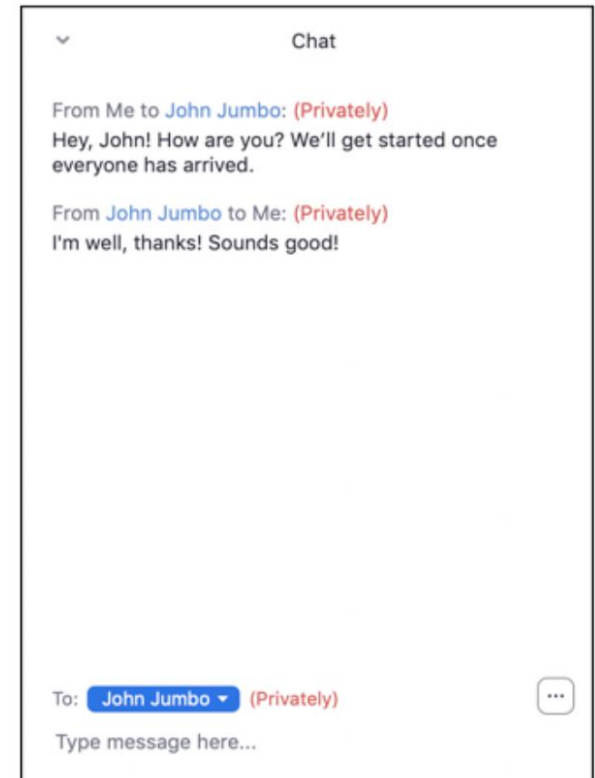 Chat
From Me to John Jumbo: (Privately)
Hey, John! How are you? We’ll get started once
everyone has arrived.
From John Jumbo to Me: (Privately)
I'm well, thanks! Sounds good!
To: John Jumbo (Privately)
Type message here...